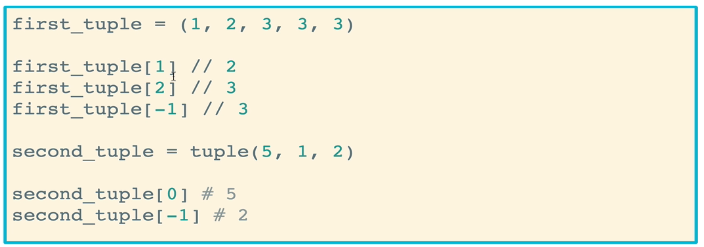 first_tuple = (1, 2, 3, 3, 3)
first_tuple[1] // 2
first_tuple[2] // 3
first_tuple[-1] // 3
second_tuple = tuple(5, 1, 2)
second_tuple[0] # 5
second_tuple[-1] # 2